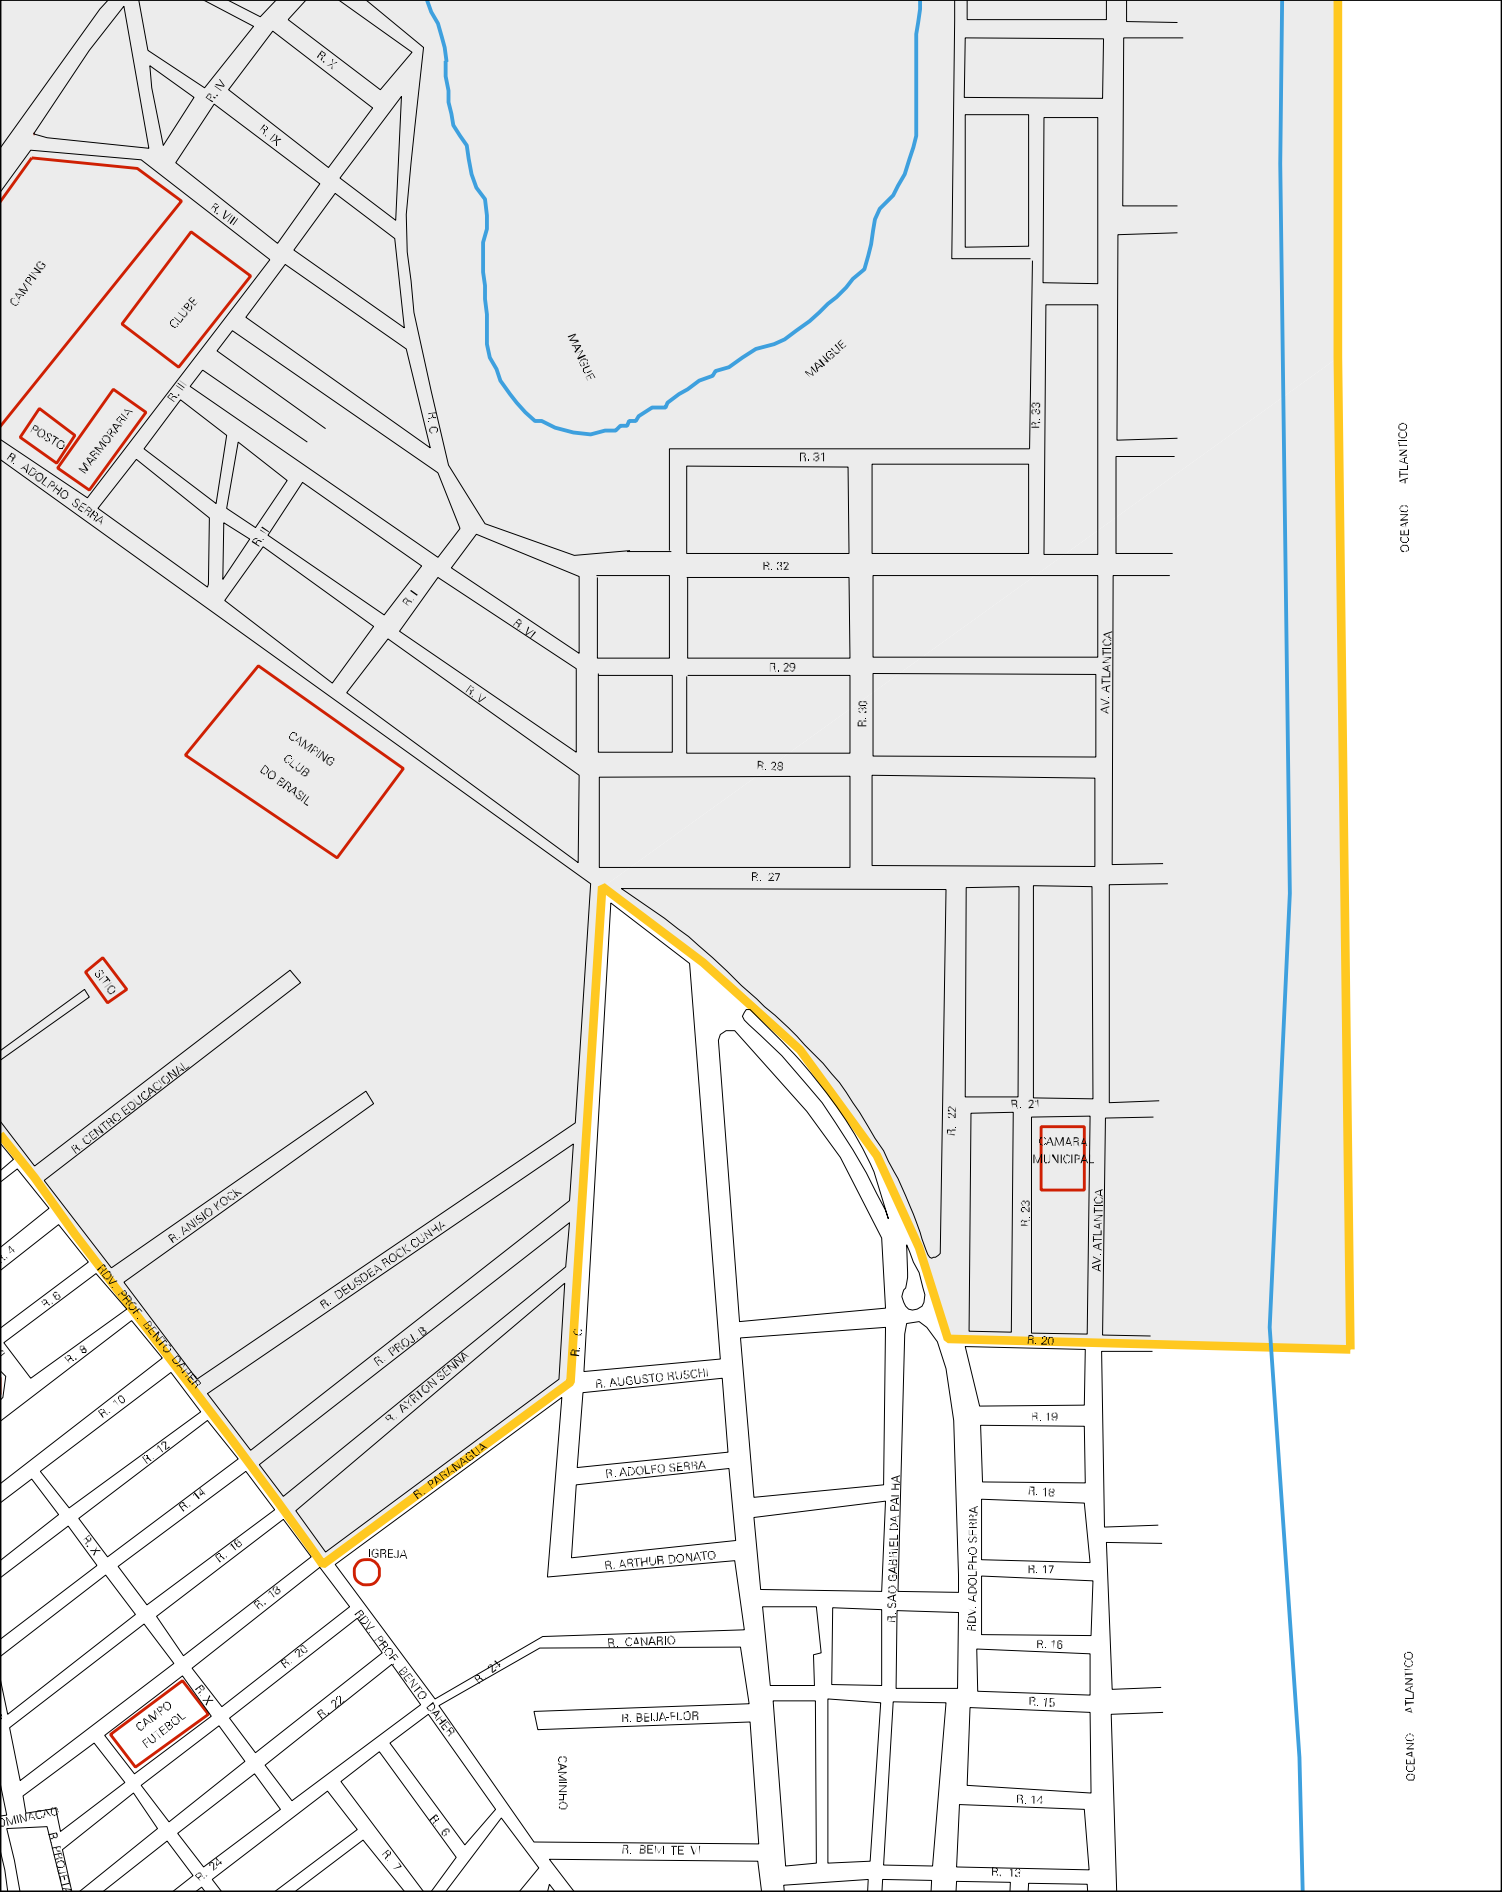 R. X
R. IV
R. IX
R. VIII
CAMPING
CLUBE
R. III
R. C
MARMORARIA
POSTO
R. ADOLPHO SERRA
R. II
R. I
R. VI
R. V
MANGUE
MANGUE
R. 33
R. 31
R. 32
R. 29
R. 30
R. 28
R. 27
AV. ATLANTICA
OCEANO ATLANTICO
CAMPING
CLUB
DO BRASIL
SITIO
R. CENTRO EDUCACIONAL
R. ANISIO KOCK
R. DEUSDEA ROCK CUNHA
R. PROJ. B
R. AYRTON SENNA
R. C
R. PARANAGUA
RDV. PROF. BENTO DAHER
R. 22
R. 21
CAMARA
MUNICIPAL
R. 23
AV. ATLANTICA
R. 20
R. 4
R. 6
R. 8
R. 10
R. 12
R. 14
R. 16
R. 18
R. 20
R. 22
R. X
R. X
IGREJA
R. AUGUSTO RUSCHI
R. ADOLFO SERRA
R. ARTHUR DONATO
R. CANARIO
R. BEIJA-FLOR
R. BEM TE VI
R. 24
RDV. PROF. BENTO DAHER
CAMINHO
R. SAO GABRIEL DA PALHA
RDV. ADOLPHO SERRA
R. 19
R. 18
R. 17
R. 16
R. 15
R. 14
R. 13
OCEANO ATLANTICO
CAMPO
FUTEBOL
OMINACAO
R. PROJETA
R. 24
R. 6
R. 7